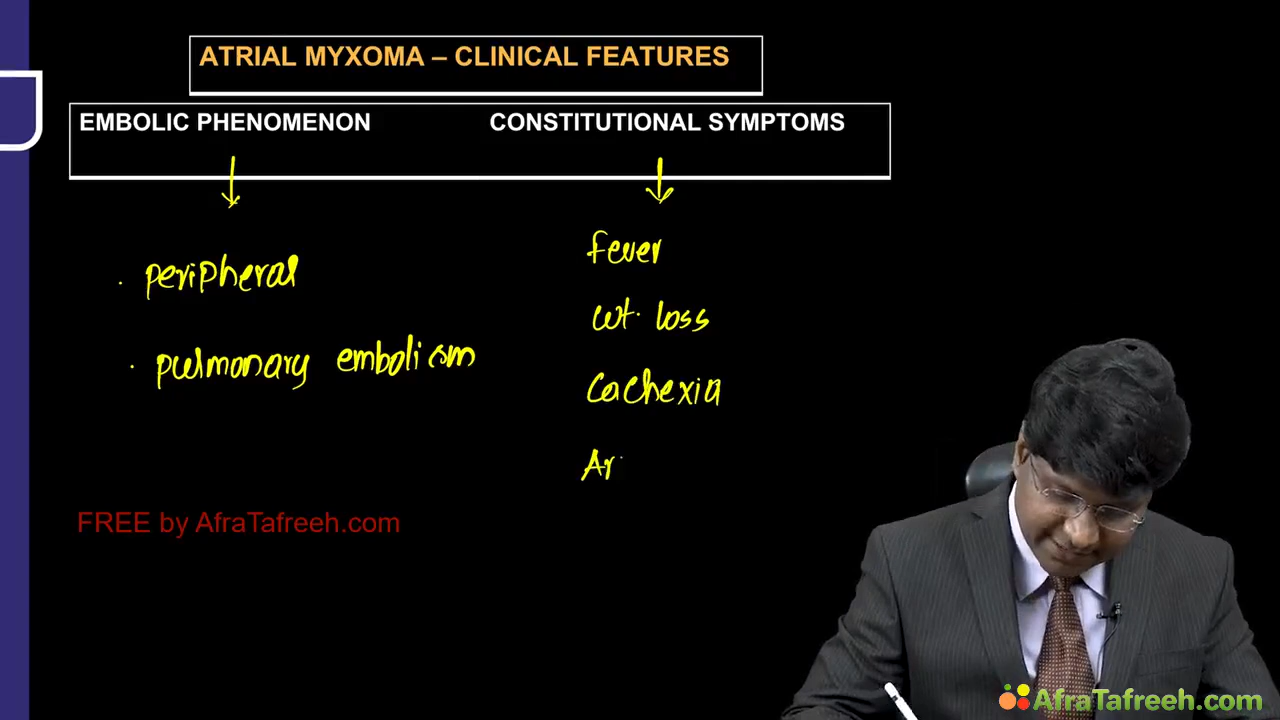 ATRIAL MYXOMA – CLINICAL FEATURES
EMBOLIC PHENOMENON CONSTITUTIONAL SYMPTOMS
peripheral
pulmonary embolism
fever
wt. loss
Cachexia
Ar
FREE by AfraTafreeh.com
AfraTafreeh.com